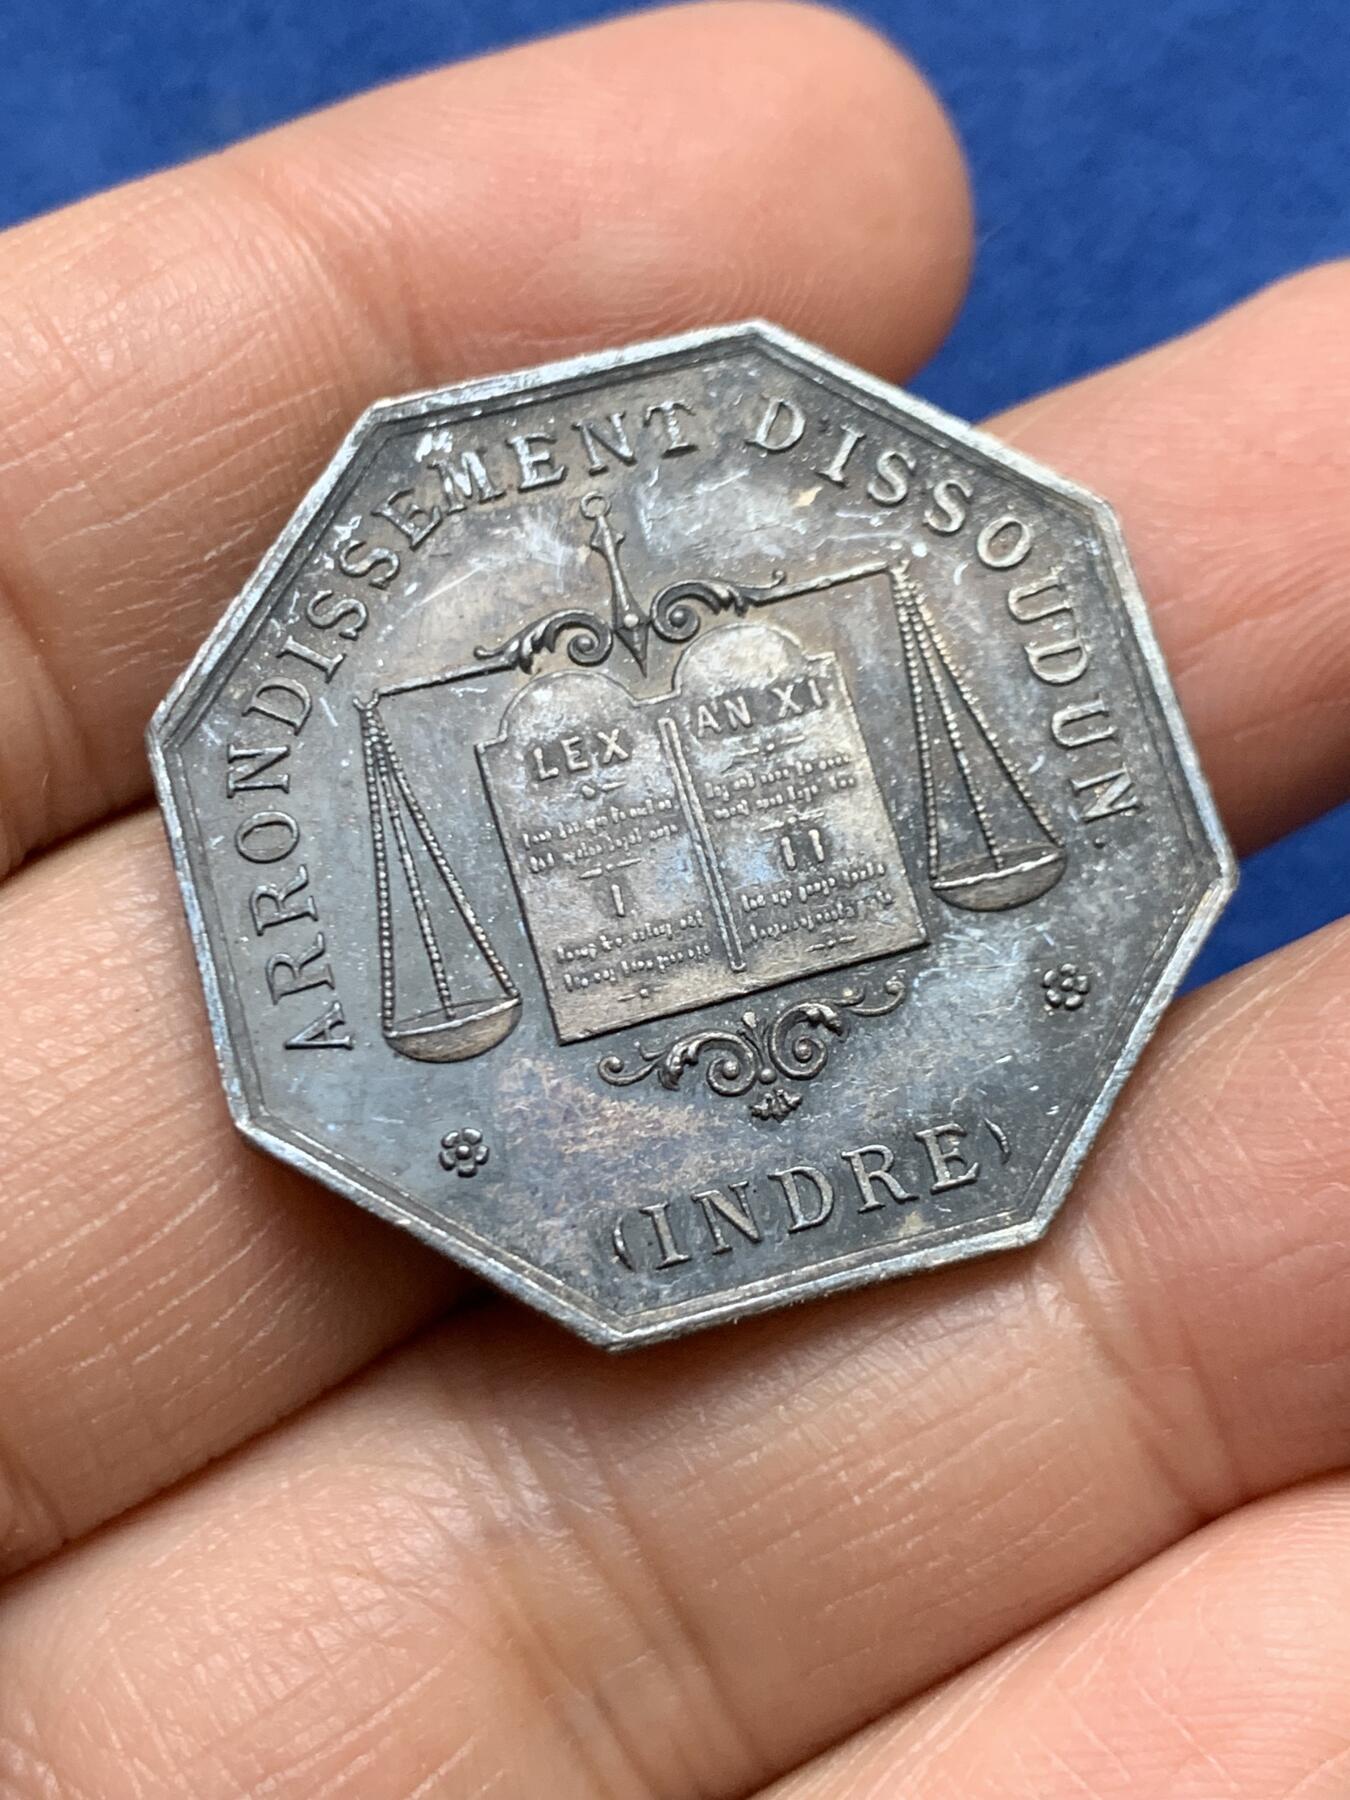 ARRONDISSEMENT D'ISSOUDUN.
LEX
I
AN XI
II
(INDRE)